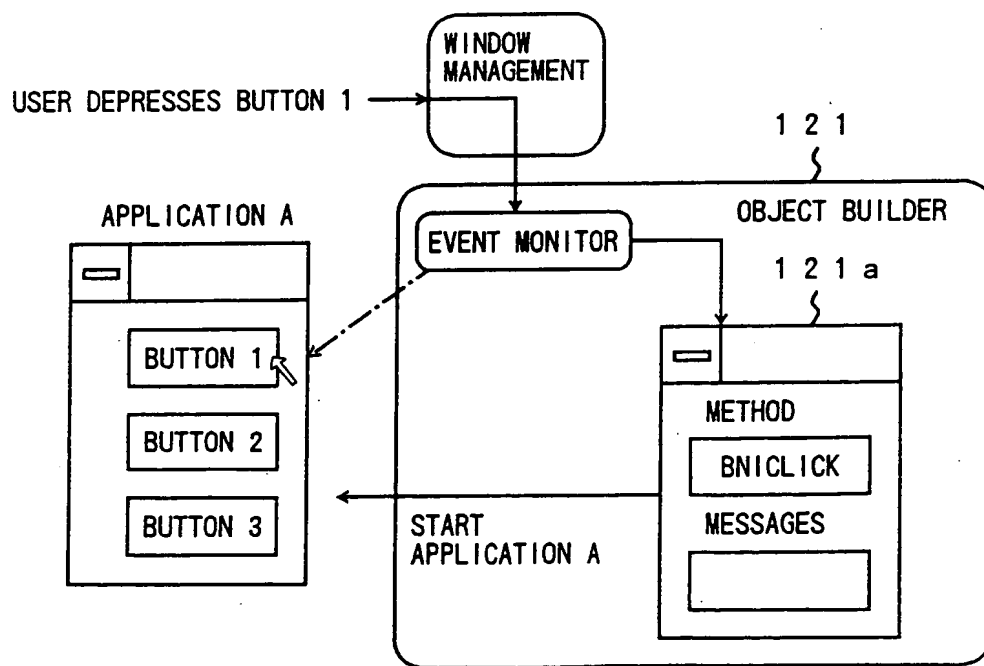 WINDOW
MANAGEMENT
USER DEPRESSES BUTTON 1
1 2 1
APPLICATION A
EVENT MONITOR
OBJECT BUILDER
1 2 1 a
BUTTON 1
METHOD
BUTTON 2
BNICLICK
BUTTON 3
START
APPLICATION A
MESSAGES